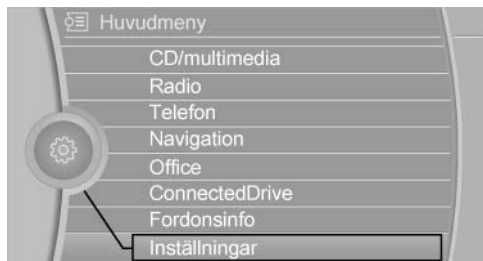 Huvudmeny
CD/multimedia
Radio
Telefon
Navigation
Office
ConnectedDrive
Fordonsinfo
Inställningar